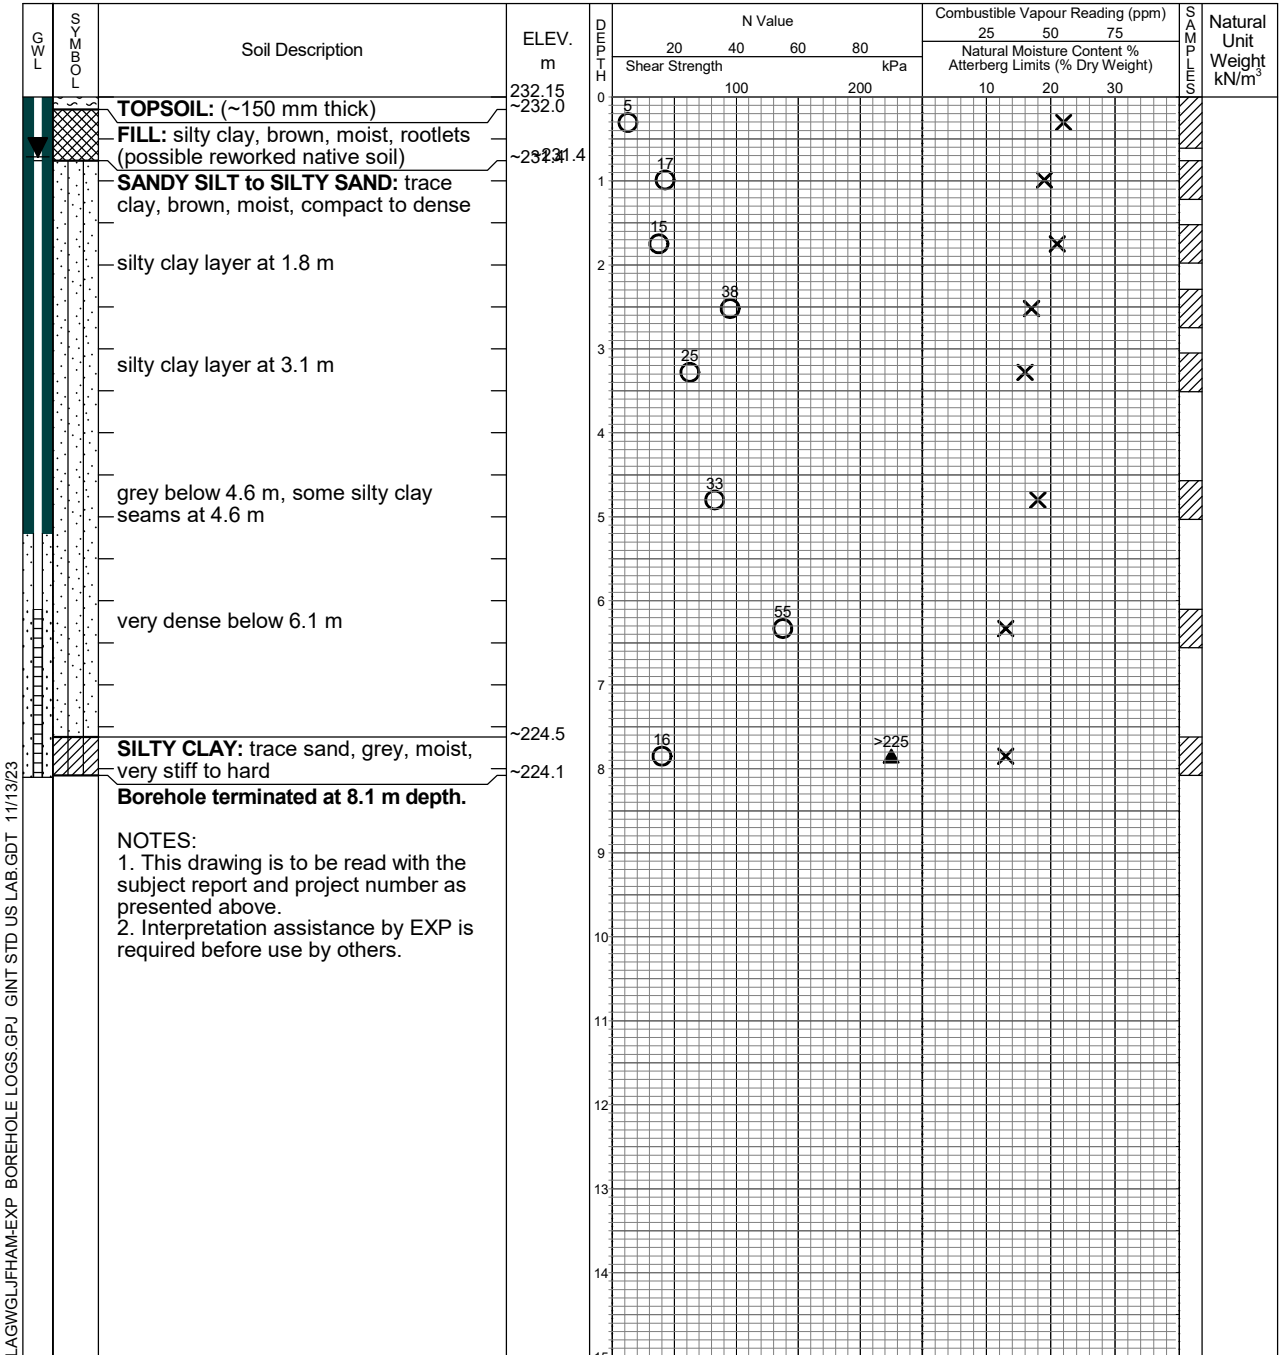 GWL
SYMBOL
Soil Description
ELEV.
m
DEPTH
N Value
20 40 60 80
Shear Strength kPa
100 200
Combustible Vapour Reading (ppm)
25 50 75
Natural Moisture Content %
Atterberg Limits (% Dry Weight)
10 20 30
SAMPLES
Natural
Unit
Weight
kN/m³
232.15
0
TOPSOIL: (~150 mm thick)
~232.0
5
FILL: silty clay, brown, moist, rootlets
(possible reworked native soil)
~231.4
~231.4
17
SANDY SILT to SILTY SAND: trace
1
clay, brown, moist, compact to dense
15
silty clay layer at 1.8 m
2
38
3
25
silty clay layer at 3.1 m
4
33
grey below 4.6 m, some silty clay
seams at 4.6 m
5
6
55
very dense below 6.1 m
7
~224.5
16
>225
SILTY CLAY: trace sand, grey, moist,
very stiff to hard
~224.1
8
Borehole terminated at 8.1 m depth.
NOTES:
9
1. This drawing is to be read with the
subject report and project number as
presented above.
2. Interpretation assistance by EXP is
10
required before use by others.
11
12
13
14
15
LAGWGLJFHAM-EXP BOREHOLE LOGS.GPJ GINT STD US LAB.GDT 11/13/23